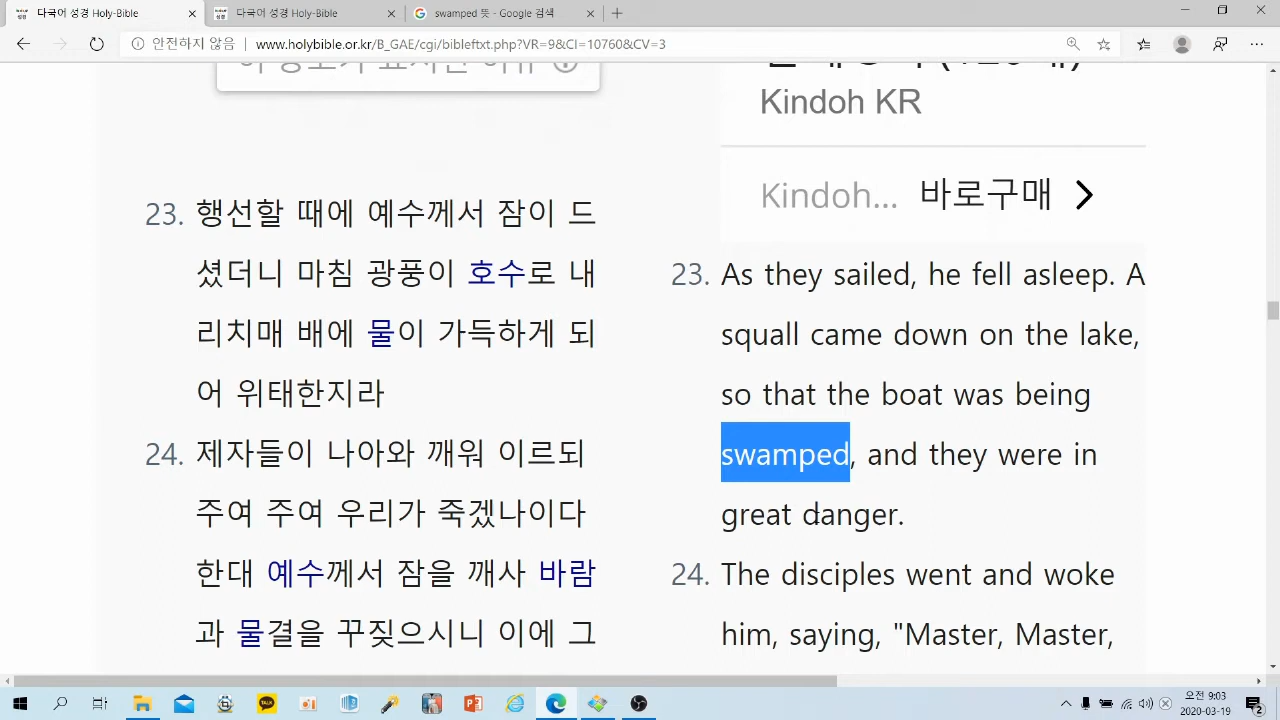 다국어 성경 Holy-Bible
다국어 성경 Holy-Bible
swamped 뜻 - Google 검색
안전하지 않음
www.holybible.or.kr/B_GAE/cgi/bibleftxt.php?VR=9&CI=10760&CV=3
Kindoh KR
Kindoh... 바로구매
23. 행선할 때에 예수께서 잠이 드
셨더니 마침 광풍이 호수로 내
리치매 배에 물이 가득하게 되
어 위태한지라
24. 제자들이 나아와 깨워 이르되
주여 주여 우리가 죽겠나이다
한대 예수께서 잠을 깨사 바람
과 물결을 꾸짖으시니 이에 그
23. As they sailed, he fell asleep. A
squall came down on the lake,
so that the boat was being
swamped, and they were in
great danger.
24. The disciples went and woke
him, saying, "Master, Master,
오전 9:03
2020-03-19